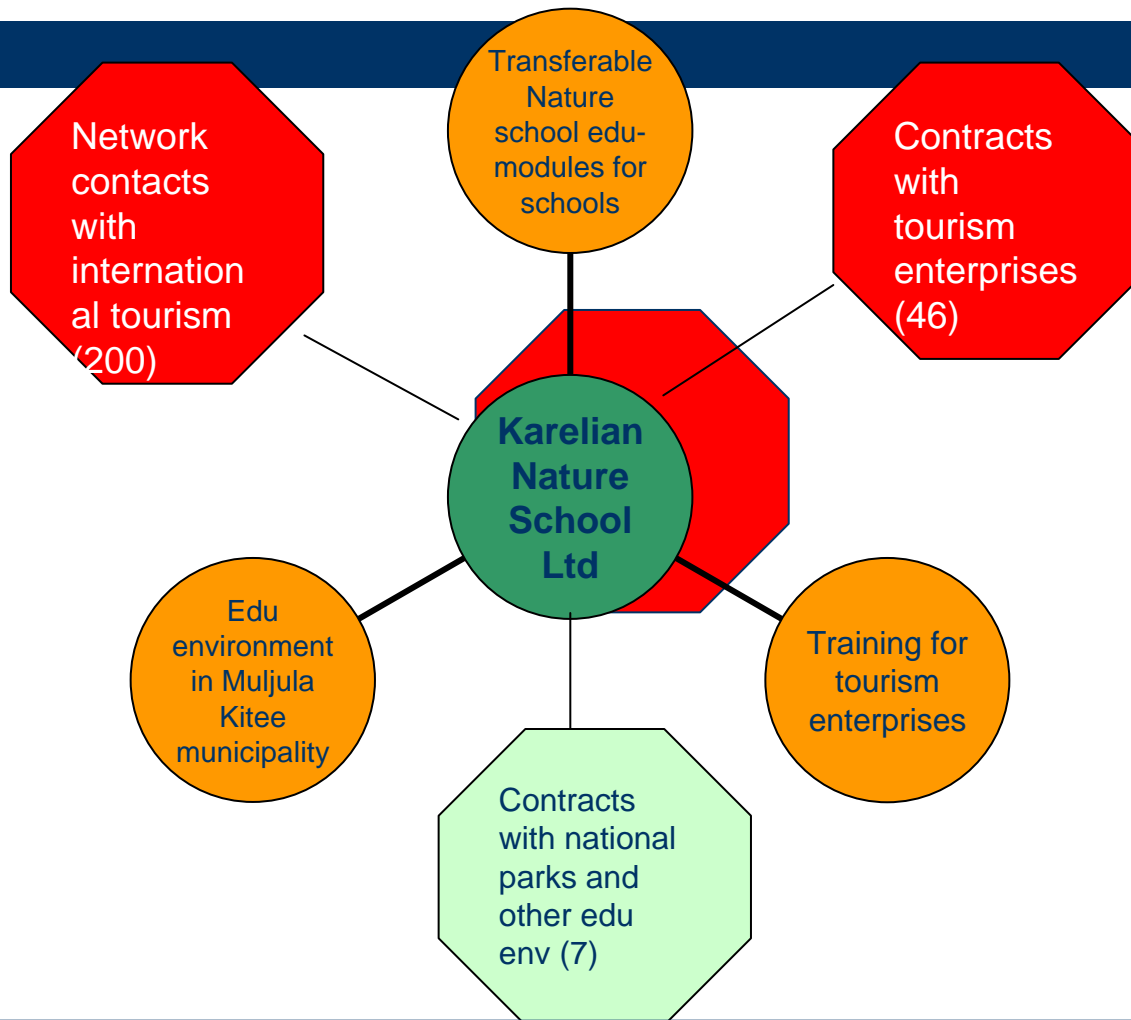 Transferable
Nature
school edu-
modules for
schools
Network
contacts
with
internation
al tourism
(200)
Contracts
with
tourism
enterprises
(46)
Karelian
Nature
School
Ltd
Edu
environment
in Muljula
Kitee
municipality
Training for
tourism
enterprises
Contracts
with national
parks and
other edu
env (7)